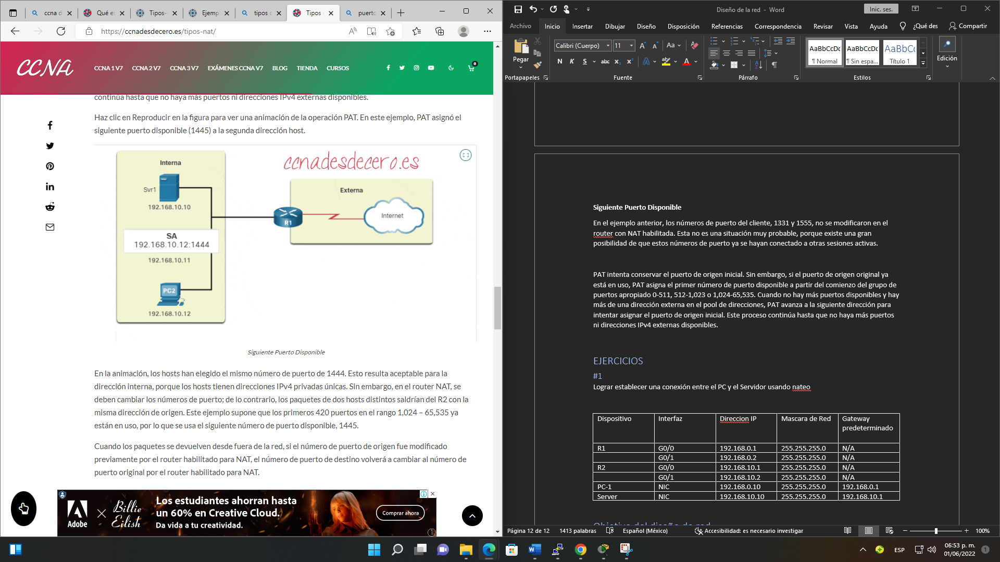 ccna d
Qué es
Tipos-
Ejemp
tipos c
Tipos
puerto
https://ccnadesdecero.es/tipos-nat/
CCNA
CCNA 1 V7
CCNA 2 V7
CCNA 3 V7
EXÁMENES CCNA V7
BLOG
TIENDA
CURSOS
continúa hasta que no haya más puertos ni direcciones IPv4 externas disponibles.
Haz clic en Reproducir en la figura para ver una animación de la operación PAT. En este ejemplo, PAT asignó el
siguiente puerto disponible (1445) a la segunda dirección host.
ccnadesdecero.es
Interna
Svr1
192.168.10.10
SA
192.168.10.12:1444
192.168.10.11
PC2
192.168.10.12
R1
Externa
Internet
Siguiente Puerto Disponible
En la animación, los hosts han elegido el mismo número de puerto de 1444. Esto resulta aceptable para la
dirección interna, porque los hosts tienen direcciones IPv4 privadas únicas. Sin embargo, en el router NAT, se
deben cambiar los números de puerto; de lo contrario, los paquetes de dos hosts distintos saldrían del R2 con la
misma dirección de origen. Este ejemplo supone que los primeros 420 puertos en el rango 1,024 – 65,535 ya
están en uso, por lo que se usa el siguiente número de puerto disponible, 1445.
Cuando los paquetes se devuelven desde fuera de la red, si el número de puerto de origen fue modificado
previamente por el router habilitado para NAT, el número de puerto de destino volverá a cambiar al número de
puerto original por el router habilitado para NAT.
Adobe
Billie Eilish
Los estudiantes ahorran hasta
un 60% en Creative Cloud.
Da vida a tu creatividad.
Comprar ahora
Diseño de la red - Word
Inic. ses.
Archivo
Inicio
Insertar
Dibujar
Diseño
Disposición
Referencias
Correspondencia
Revisar
Vista
Ayuda
¿Qué des
Compartir
Pegar
Portapapeles
Calibri (Cuerpo)
11
N K S abc x₂ x²
Fuente
Párrafo
AaBbCcDc
¶ Normal
AaBbCcDc
¶ Sin espa...
AaBbC
Título 1
Estilos
Edición
Siguiente Puerto Disponible
En el ejemplo anterior, los números de puerto del cliente, 1331 y 1555, no se modificaron en el
router con NAT habilitada. Esta no es una situación muy probable, porque existe una gran
posibilidad de que estos números de puerto ya se hayan conectado a otras sesiones activas.
PAT intenta conservar el puerto de origen inicial. Sin embargo, si el puerto de origen original ya
está en uso, PAT asigna el primer número de puerto disponible a partir del comienzo del grupo de
puertos apropiado 0-511, 512-1,023 o 1,024-65,535. Cuando no hay más puertos disponibles y hay
más de una dirección externa en el pool de direcciones, PAT avanza a la siguiente dirección para
intentar asignar el puerto de origen inicial. Este proceso continúa hasta que no haya más puertos
ni direcciones IPv4 externas disponibles.
EJERCICIOS
#1
Lograr establecer una conexión entre el PC y el Servidor usando nateo
Dispositivo Interfaz Direccion IP Mascara de Red Gateway predeterminado
R1 G0/0 192.168.0.1 255.255.255.0 N/A
G0/1 192.168.0.2 255.255.255.0 N/A
R2 G0/0 192.168.10.1 255.255.255.0 N/A
G0/1 192.168.10.2 255.255.255.0 N/A
PC-1 NIC 192.168.0.10 255.255.255.0 192.168.0.1
Server NIC 192.168.10.10 255.255.255.0 192.168.10.1
Objetivo del diseño de red
Página 12 de 12
1413 palabras
Español (México)
Accesibilidad: es necesario investigar
100%
ESP
06:53 p. m.
01/06/2022
1